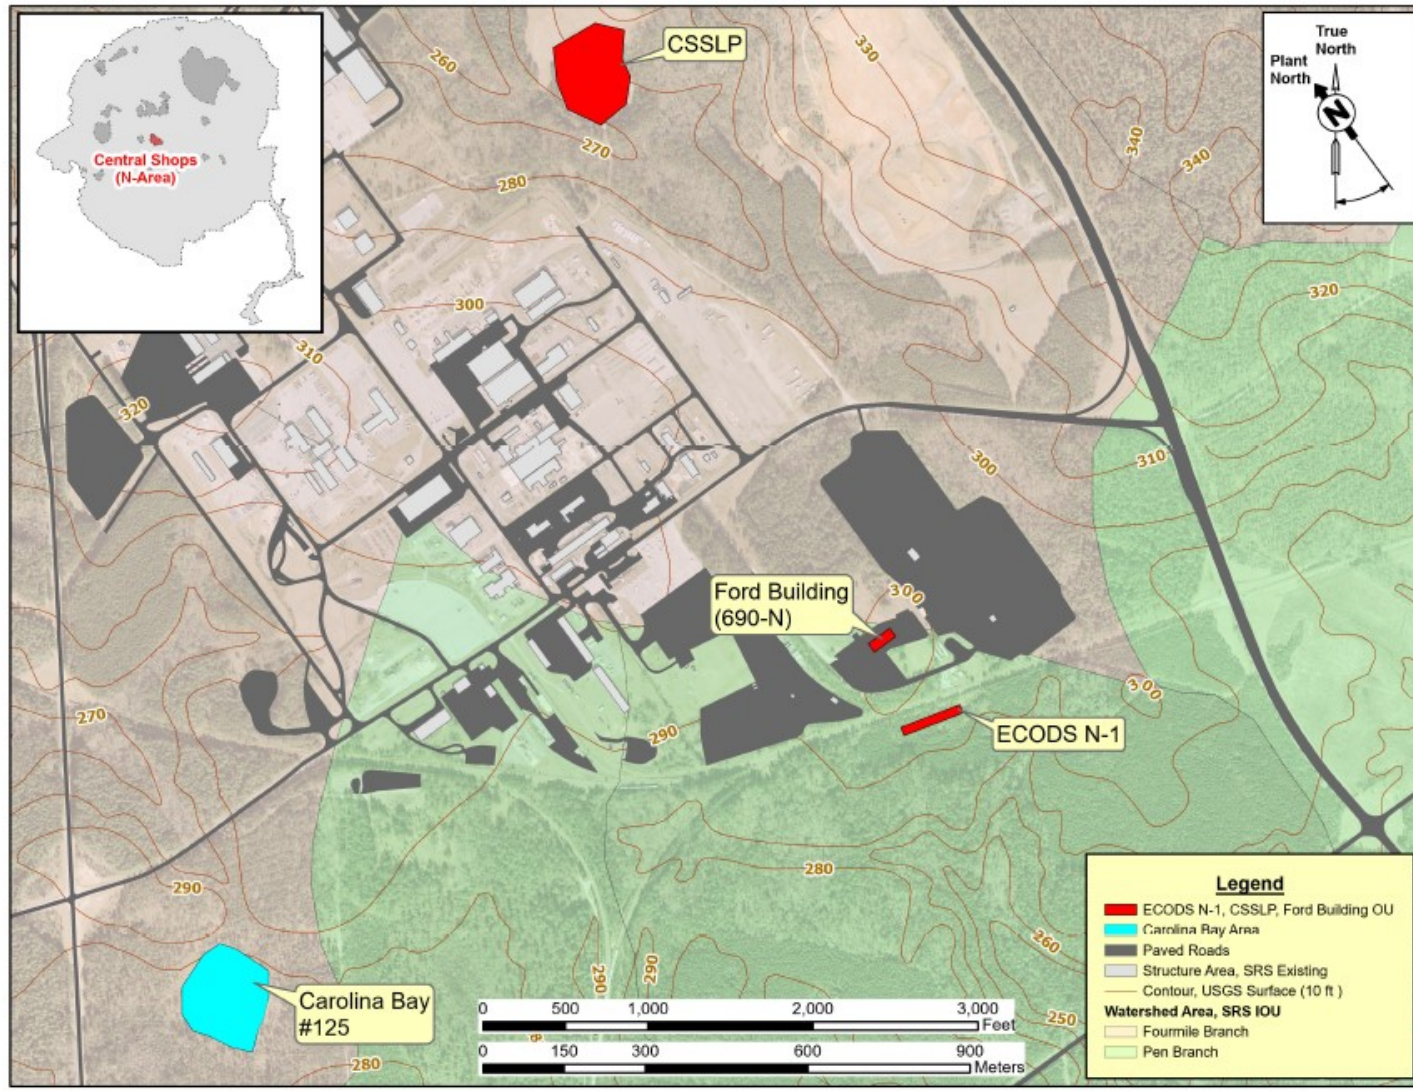 Central Shops
(N-Area)
CSSLP
True
North
Plant
North
N
260
330
340
340
270
280
320
300
310
320
310
300
Ford Building
(690-N)
300
300
270
290
ECODS N-1
280
290
260
290
290
250
280
Carolina Bay
#125
0 500 1,000 2,000 3,000
Feet
0 150 300 600 900
Meters
Legend
ECODS N-1, CSSLP, Ford Building OU
Carolina Bay Area
Paved Roads
Structure Area, SRS Existing
Contour, USGS Surface (10 ft )
Watershed Area, SRS IOU
Fourmile Branch
Pen Branch